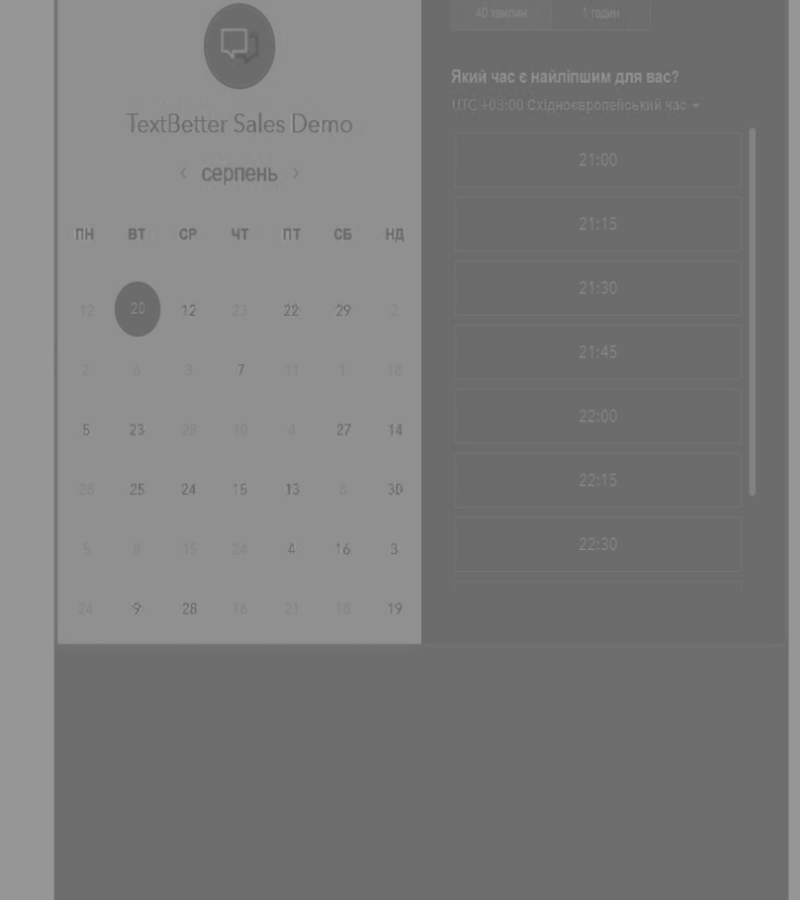 40 хвилин 1 годин
TextBetter Sales Demo
‹ серпень ›
ПН ВТ СР ЧТ ПТ СБ НД
12 20 12 23 22 29 2
2 6 3 7 11 1 18
5 23 28 10 4 27 14
28 25 24 15 13 8 30
5 8 15 24 4 16 3
24 9 28 16 21 18 19
Який час є найліпшим для вас?
UTC +03:00 Східноєвропейський час
21:00
21:15
21:30
21:45
22:00
22:15
22:30